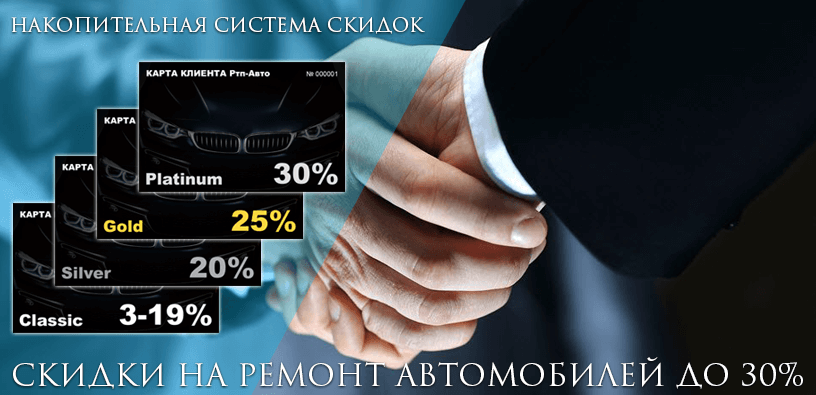 НАКОПИТЕЛЬНАЯ СИСТЕМА СКИДОК
КАРТА КЛИЕНТА Ртп-Авто № 000001
Platinum 30%
КАРТА
Gold 25%
КАРТА
Silver 20%
КАРТА
Classic 3-19%
СКИДКИ НА РЕМОНТ АВТОМОБИЛЕЙ ДО 30%